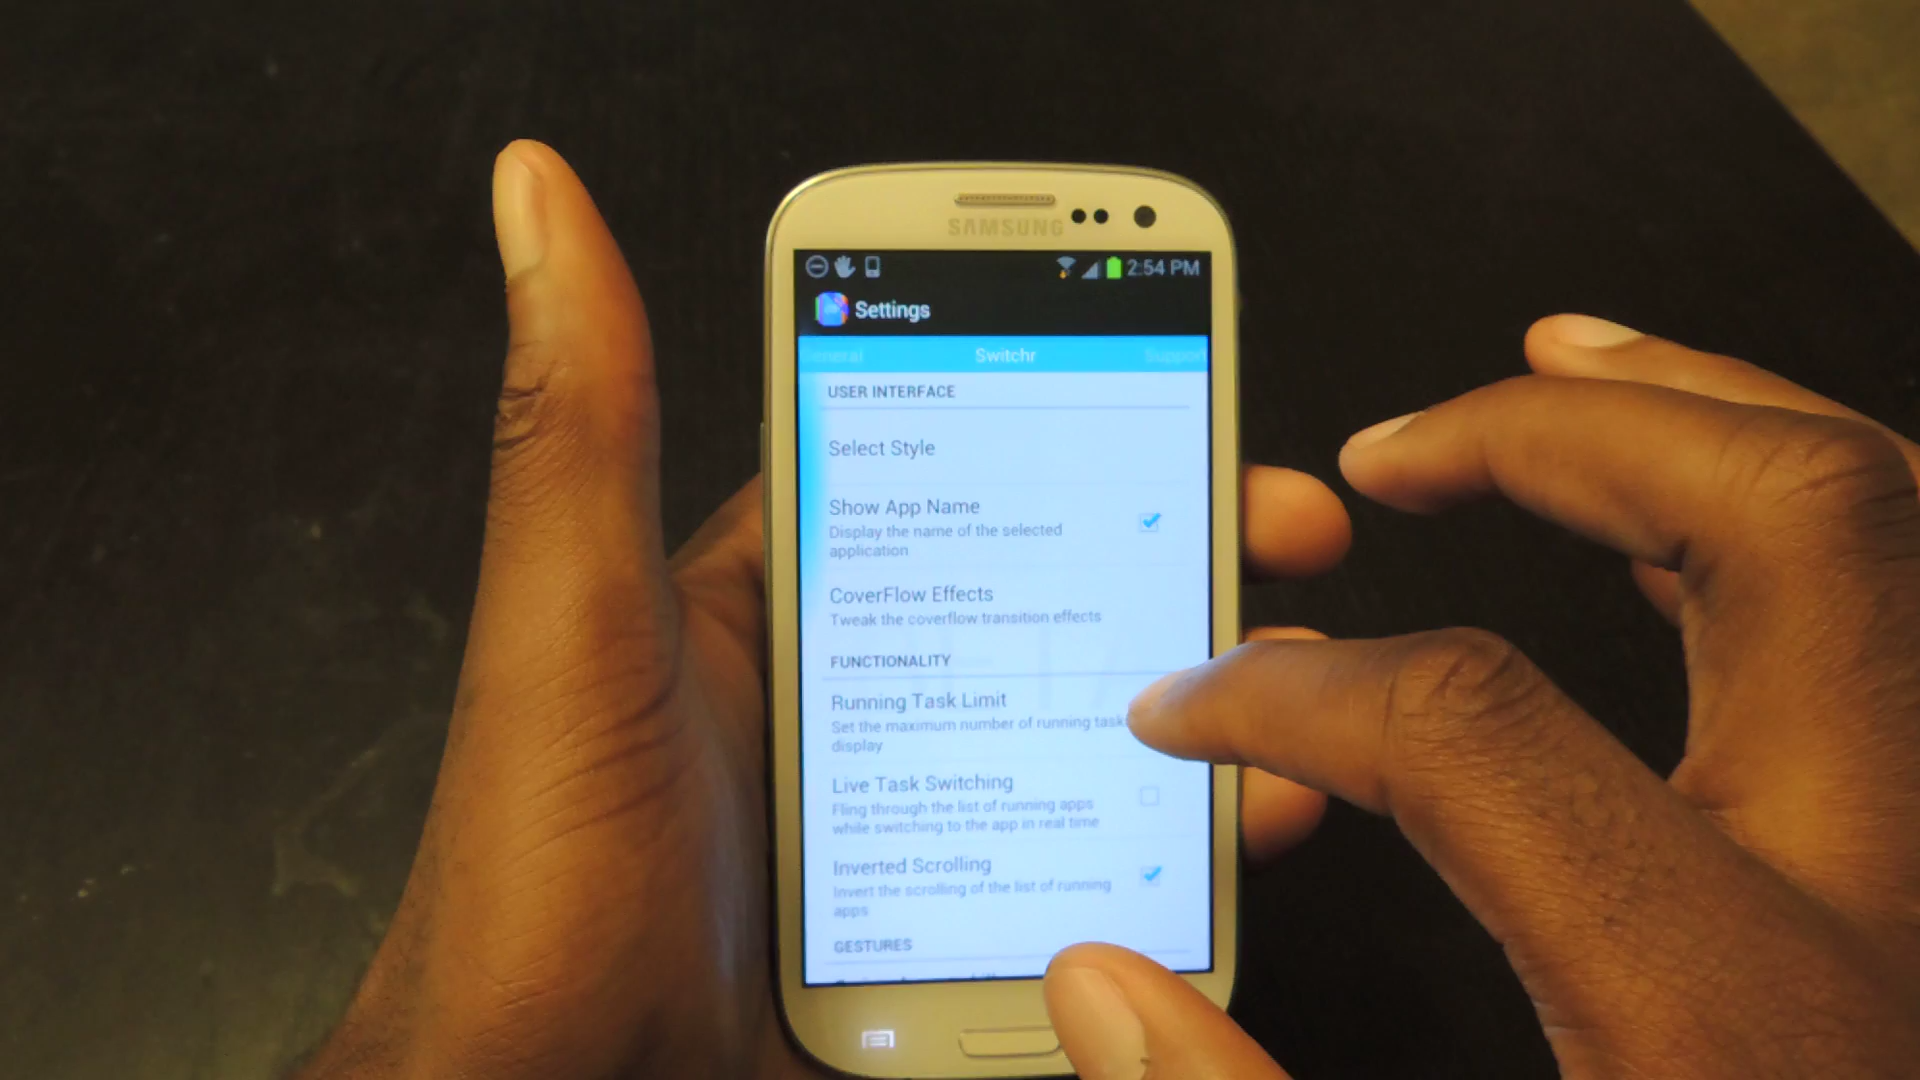 SAMSUNG
2:54 PM
Settings
General Switchr Support
USER INTERFACE
Select Style
Show App Name
Display the name of the selected
application
CoverFlow Effects
Tweak the coverflow transition effects
FUNCTIONALITY
Running Task Limit
Set the maximum number of running task
display
Live Task Switching
Fling through the list of running apps
while switching to the app in real time
Inverted Scrolling
Invert the scrolling of the list of running
apps
GESTURES